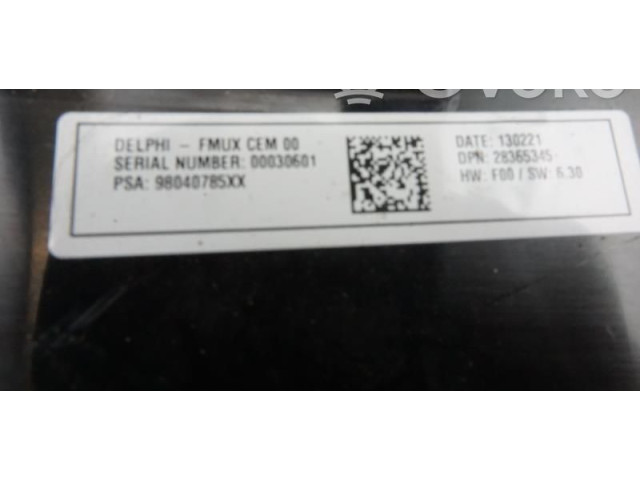 DELPHI – FMUX CEM 00
SERIAL NUMBER: 00030601
PSA: 98040785XX
DATE: 130221
DPN: 28365345
HW: F00 / SW: 6.30